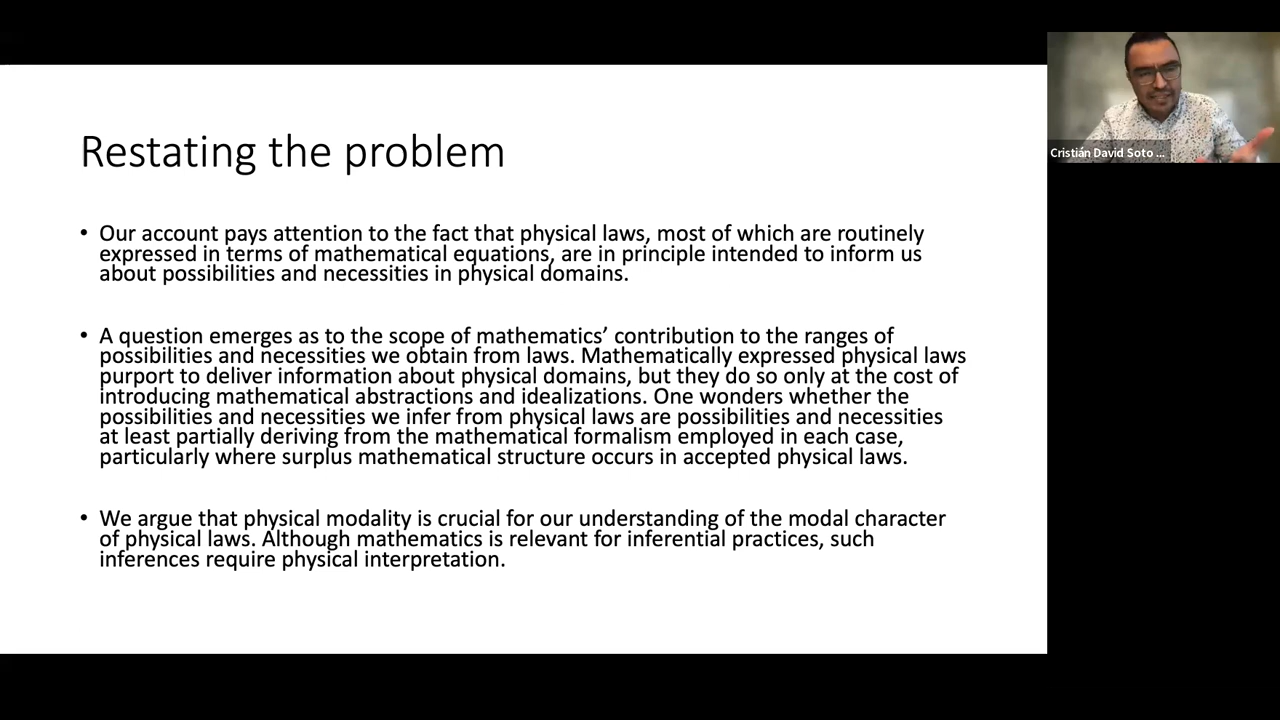 Restating the problem
• Our account pays attention to the fact that physical laws, most of which are routinely
expressed in terms of mathematical equations, are in principle intended to inform us
about possibilities and necessities in physical domains.
• A question emerges as to the scope of mathematics’ contribution to the ranges of
possibilities and necessities we obtain from laws. Mathematically expressed physical laws
purport to deliver information about physical domains, but they do so only at the cost of
introducing mathematical abstractions and idealizations. One wonders whether the
possibilities and necessities we infer from physical laws are possibilities and necessities
at least partially deriving from the mathematical formalism employed in each case,
particularly where surplus mathematical structure occurs in accepted physical laws.
• We argue that physical modality is crucial for our understanding of the modal character
of physical laws. Although mathematics is relevant for inferential practices, such
inferences require physical interpretation.
Cristián David Soto ...